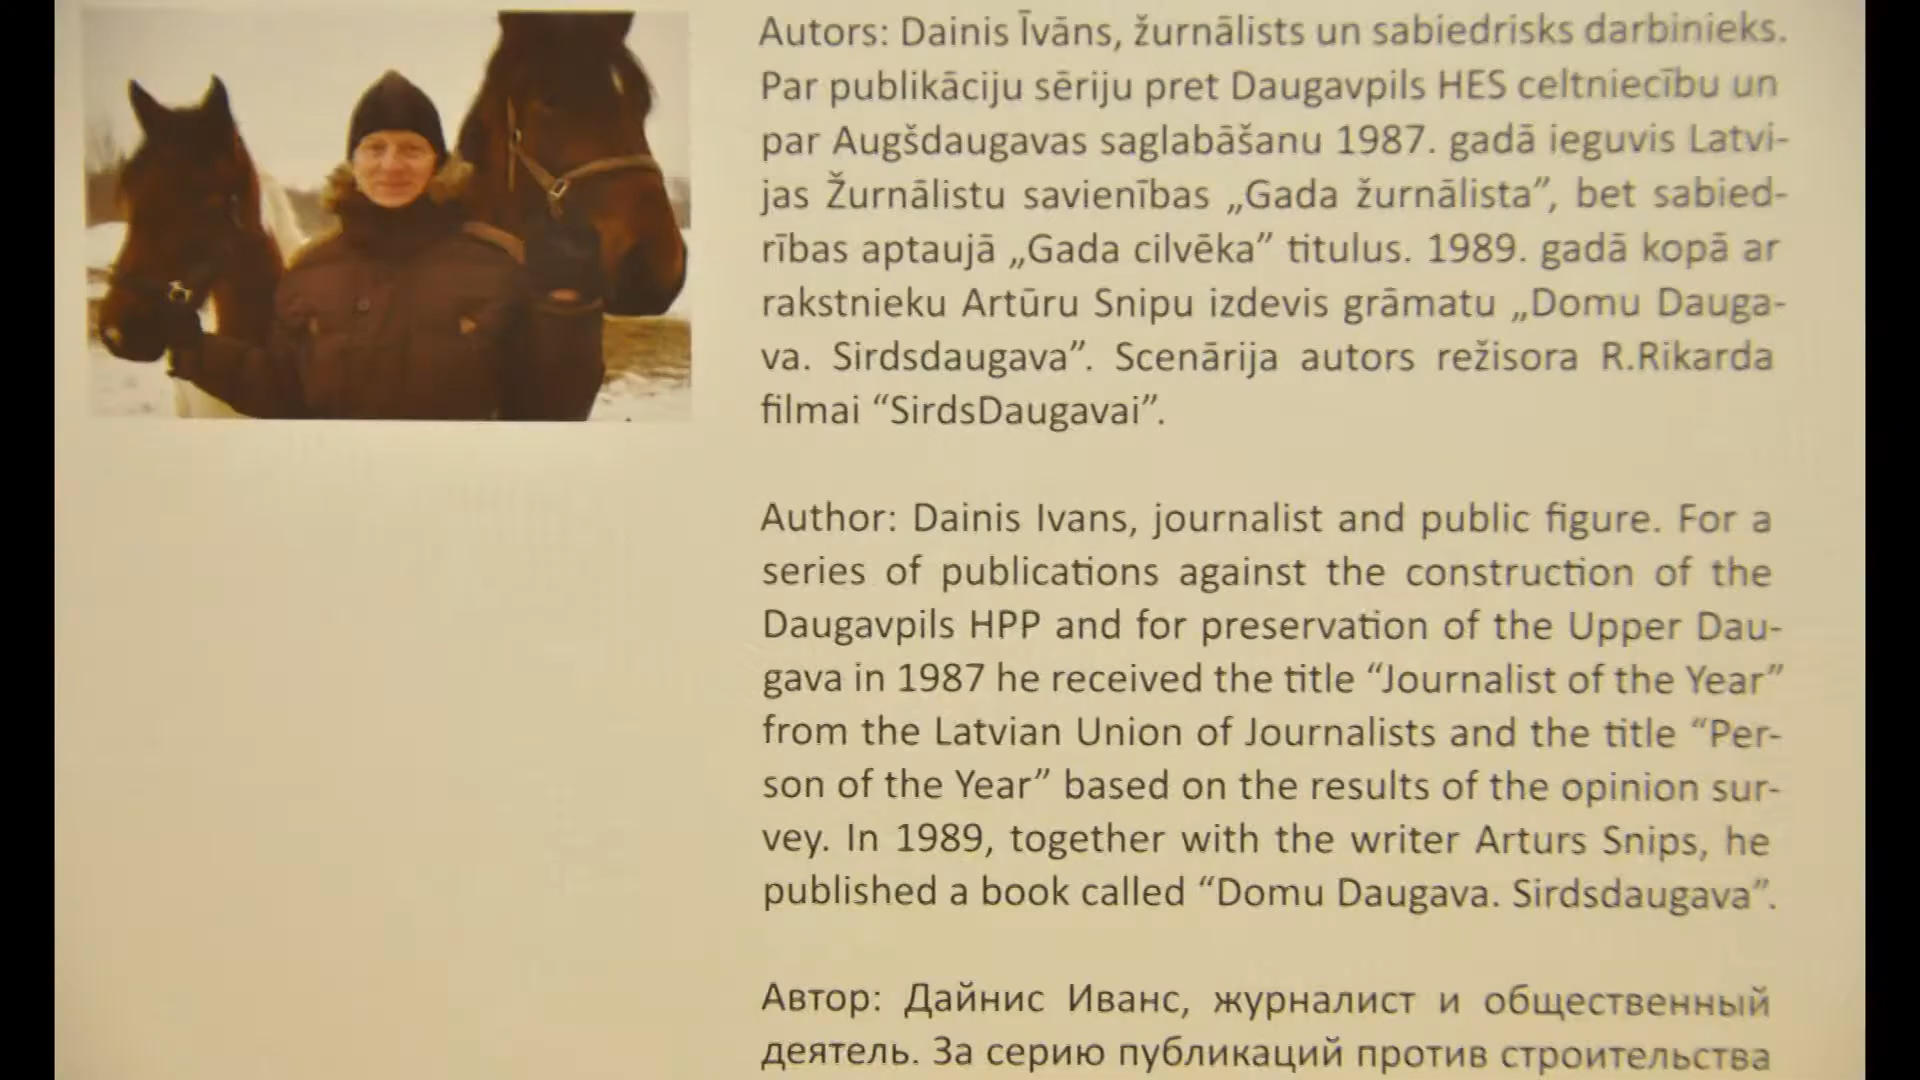 Autors: Dainis Īvāns, žurnālists un sabiedrisks darbinieks.
Par publikāciju sēriju pret Daugavpils HES celtniecību un
par Augšdaugavas saglabāšanu 1987. gadā ieguvis Latvi-
jas Žurnālistu savienības „Gada žurnālista”, bet sabied-
rības aptaujā „Gada cilvēka” titulus. 1989. gadā kopā ar
rakstnieku Artūru Snipu izdevis grāmatu „Domu Dauga-
va. Sirdsdaugava”. Scenārija autors režisora R.Rikarda
filmai “SirdsDaugavai”.
Author: Dainis Ivans, journalist and public figure. For a
series of publications against the construction of the
Daugavpils HPP and for preservation of the Upper Dau-
gava in 1987 he received the title “Journalist of the Year”
from the Latvian Union of Journalists and the title “Per-
son of the Year” based on the results of the opinion sur-
vey. In 1989, together with the writer Arturs Snips, he
published a book called “Domu Daugava. Sirdsdaugava”.
Автор: Дайнис Иванс, журналист и общественный
деятель. За серию публикаций против строительства